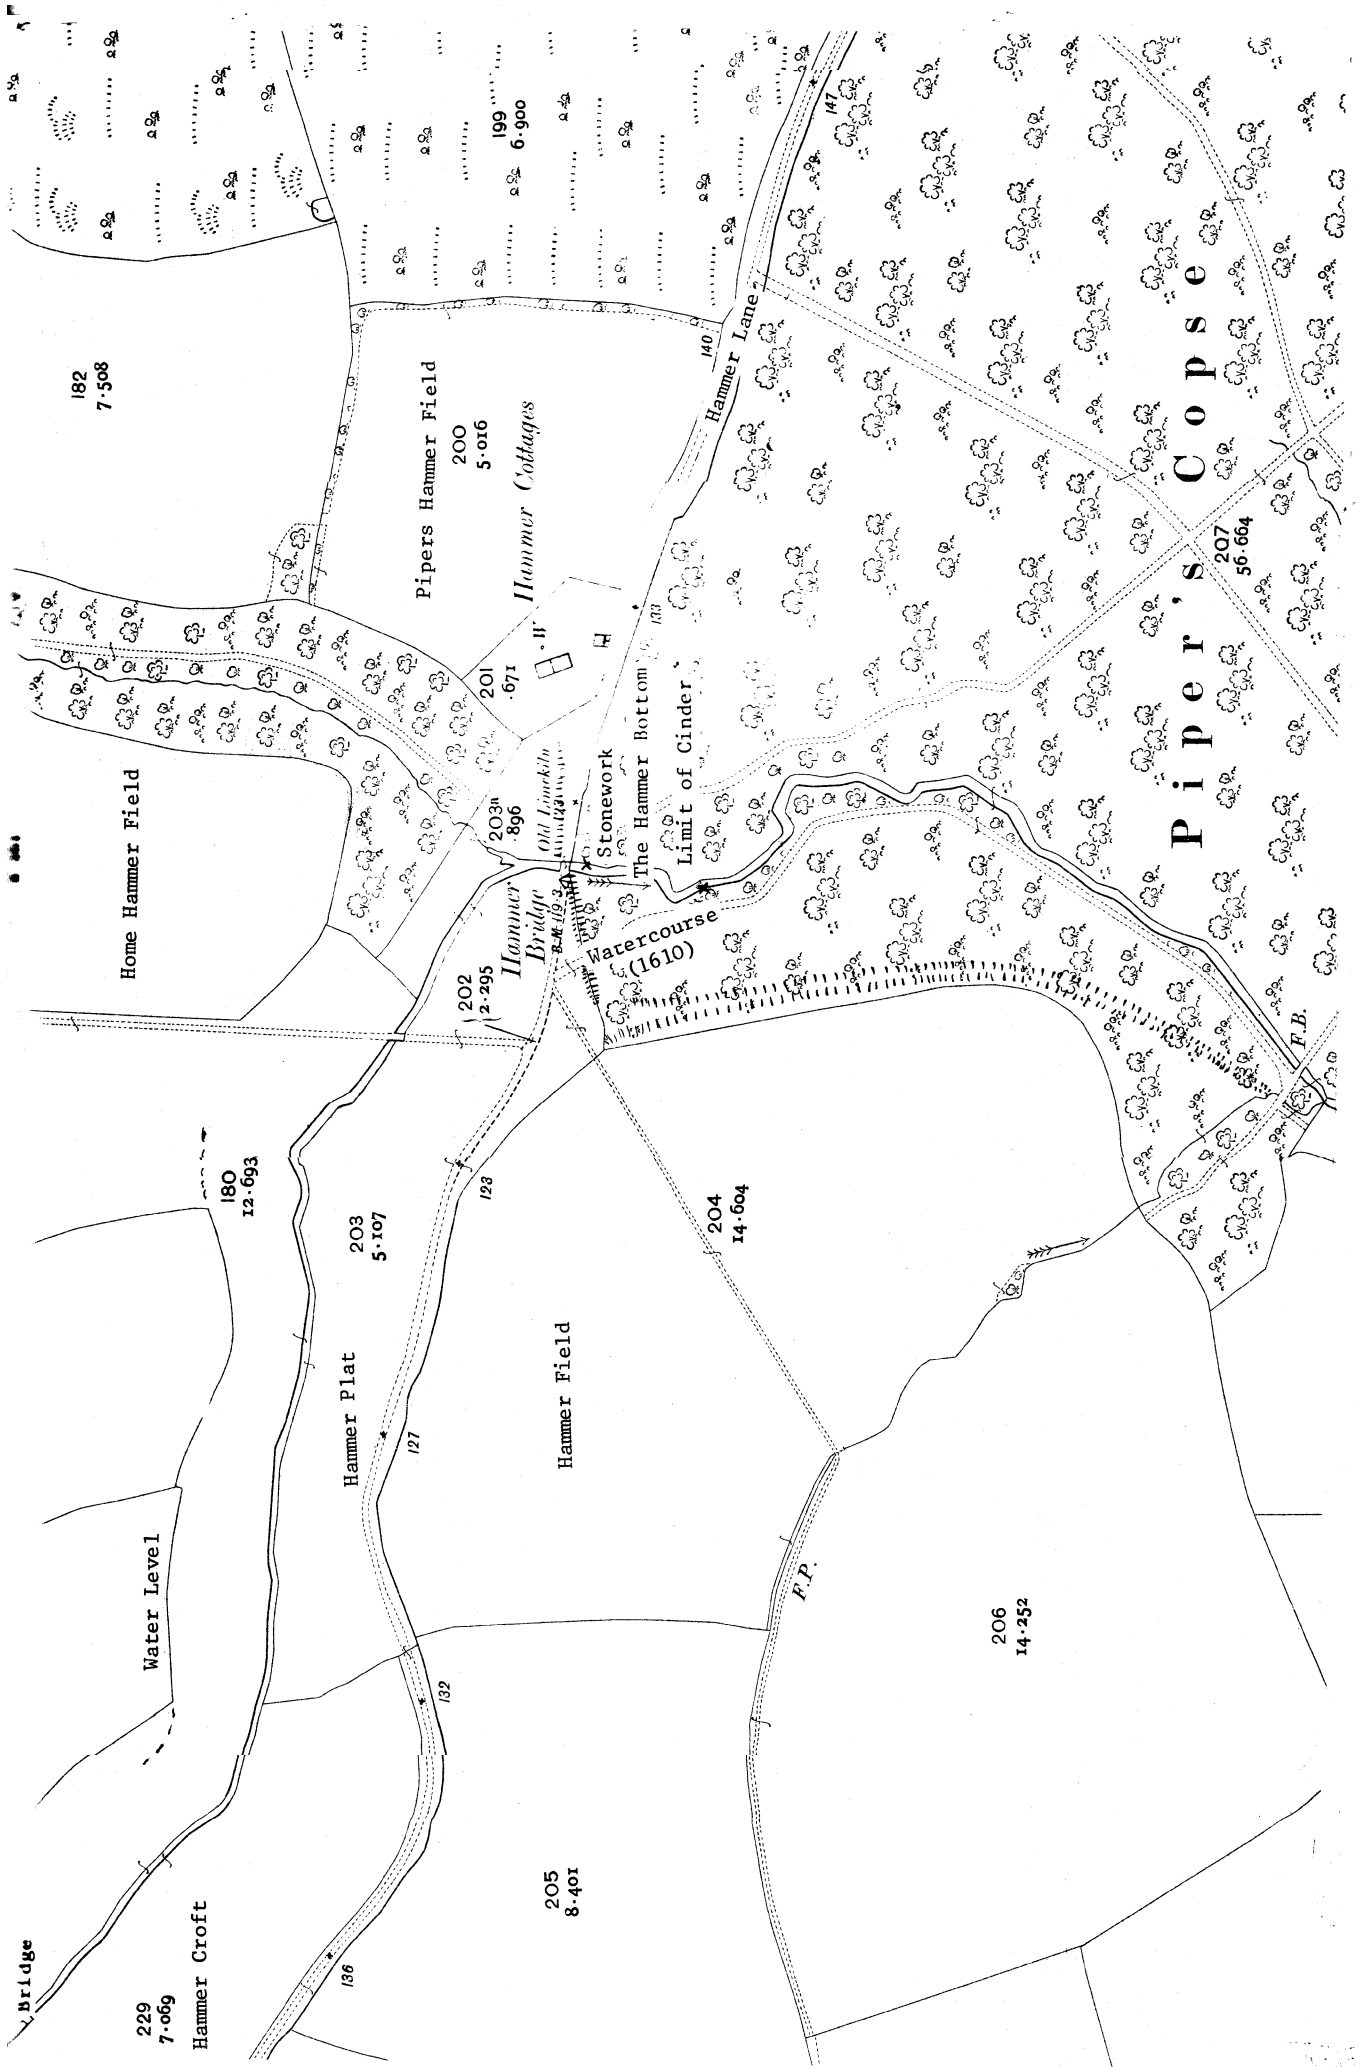 Bridge
229
7·069
Hammer Croft
136
Water Level
180
12·693
Home Hammer Field
182
7·508
132
127
Hammer Plat
203
5·107
123
202
2·295
Hammer
Bridge
B.M.119·3
203a
·896
Old Limekiln
123
201
·671
W
Pipers Hammer Field
200
5·016
Hammer Cottages
199
6·900
205
8·401
Hammer Field
Watercourse
(1610)
Stonework
The Hammer Bottom
Limit of Cinder
133
140
Hammer Lane
147
204
14·604
F.P.
206
14·252
F.B.
Piper's Copse
207
56·664